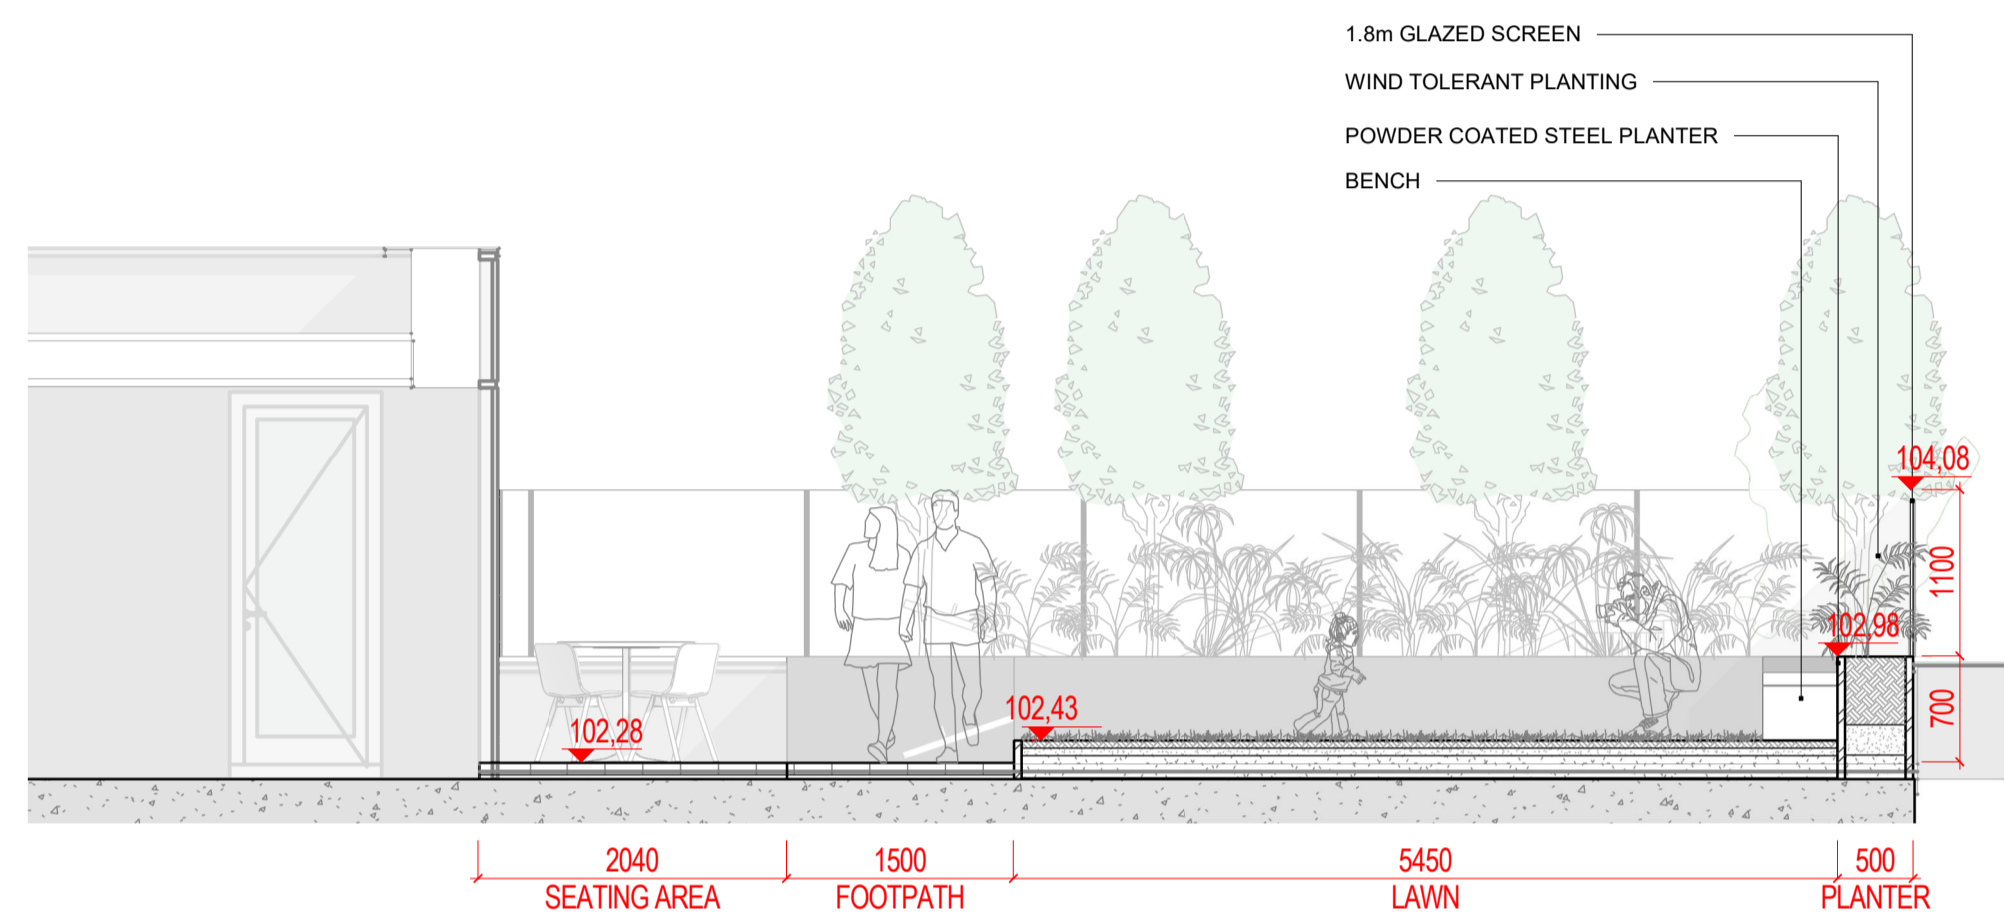 1.8m GLAZED SCREEN
WIND TOLERANT PLANTING
POWDER COATED STEEL PLANTER
BENCH
104,08
1100
102,98
700
102,43
102,28
2040
1500
5450
500
SEATING AREA
FOOTPATH
LAWN
PLANTER